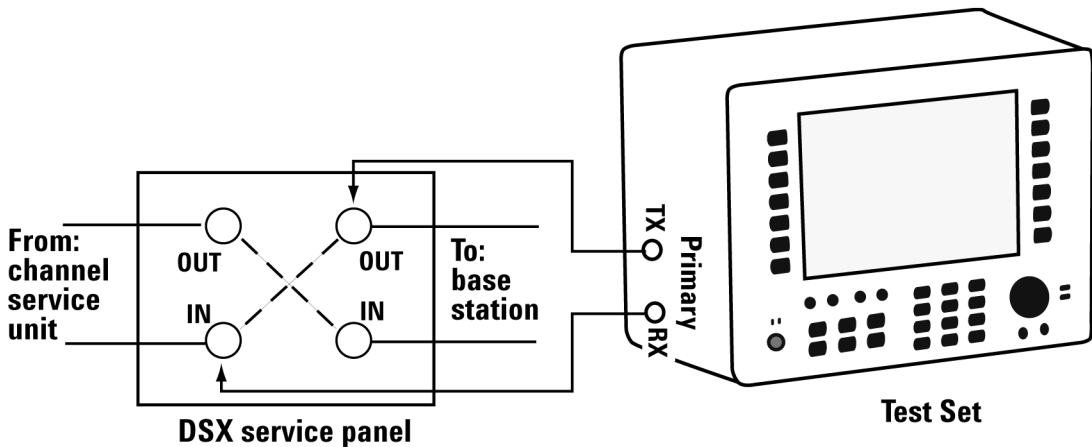 From:
channel
service
unit
OUT
IN
OUT
IN
To:
base
station
DSX service panel
TX
RX
Primary
Test Set